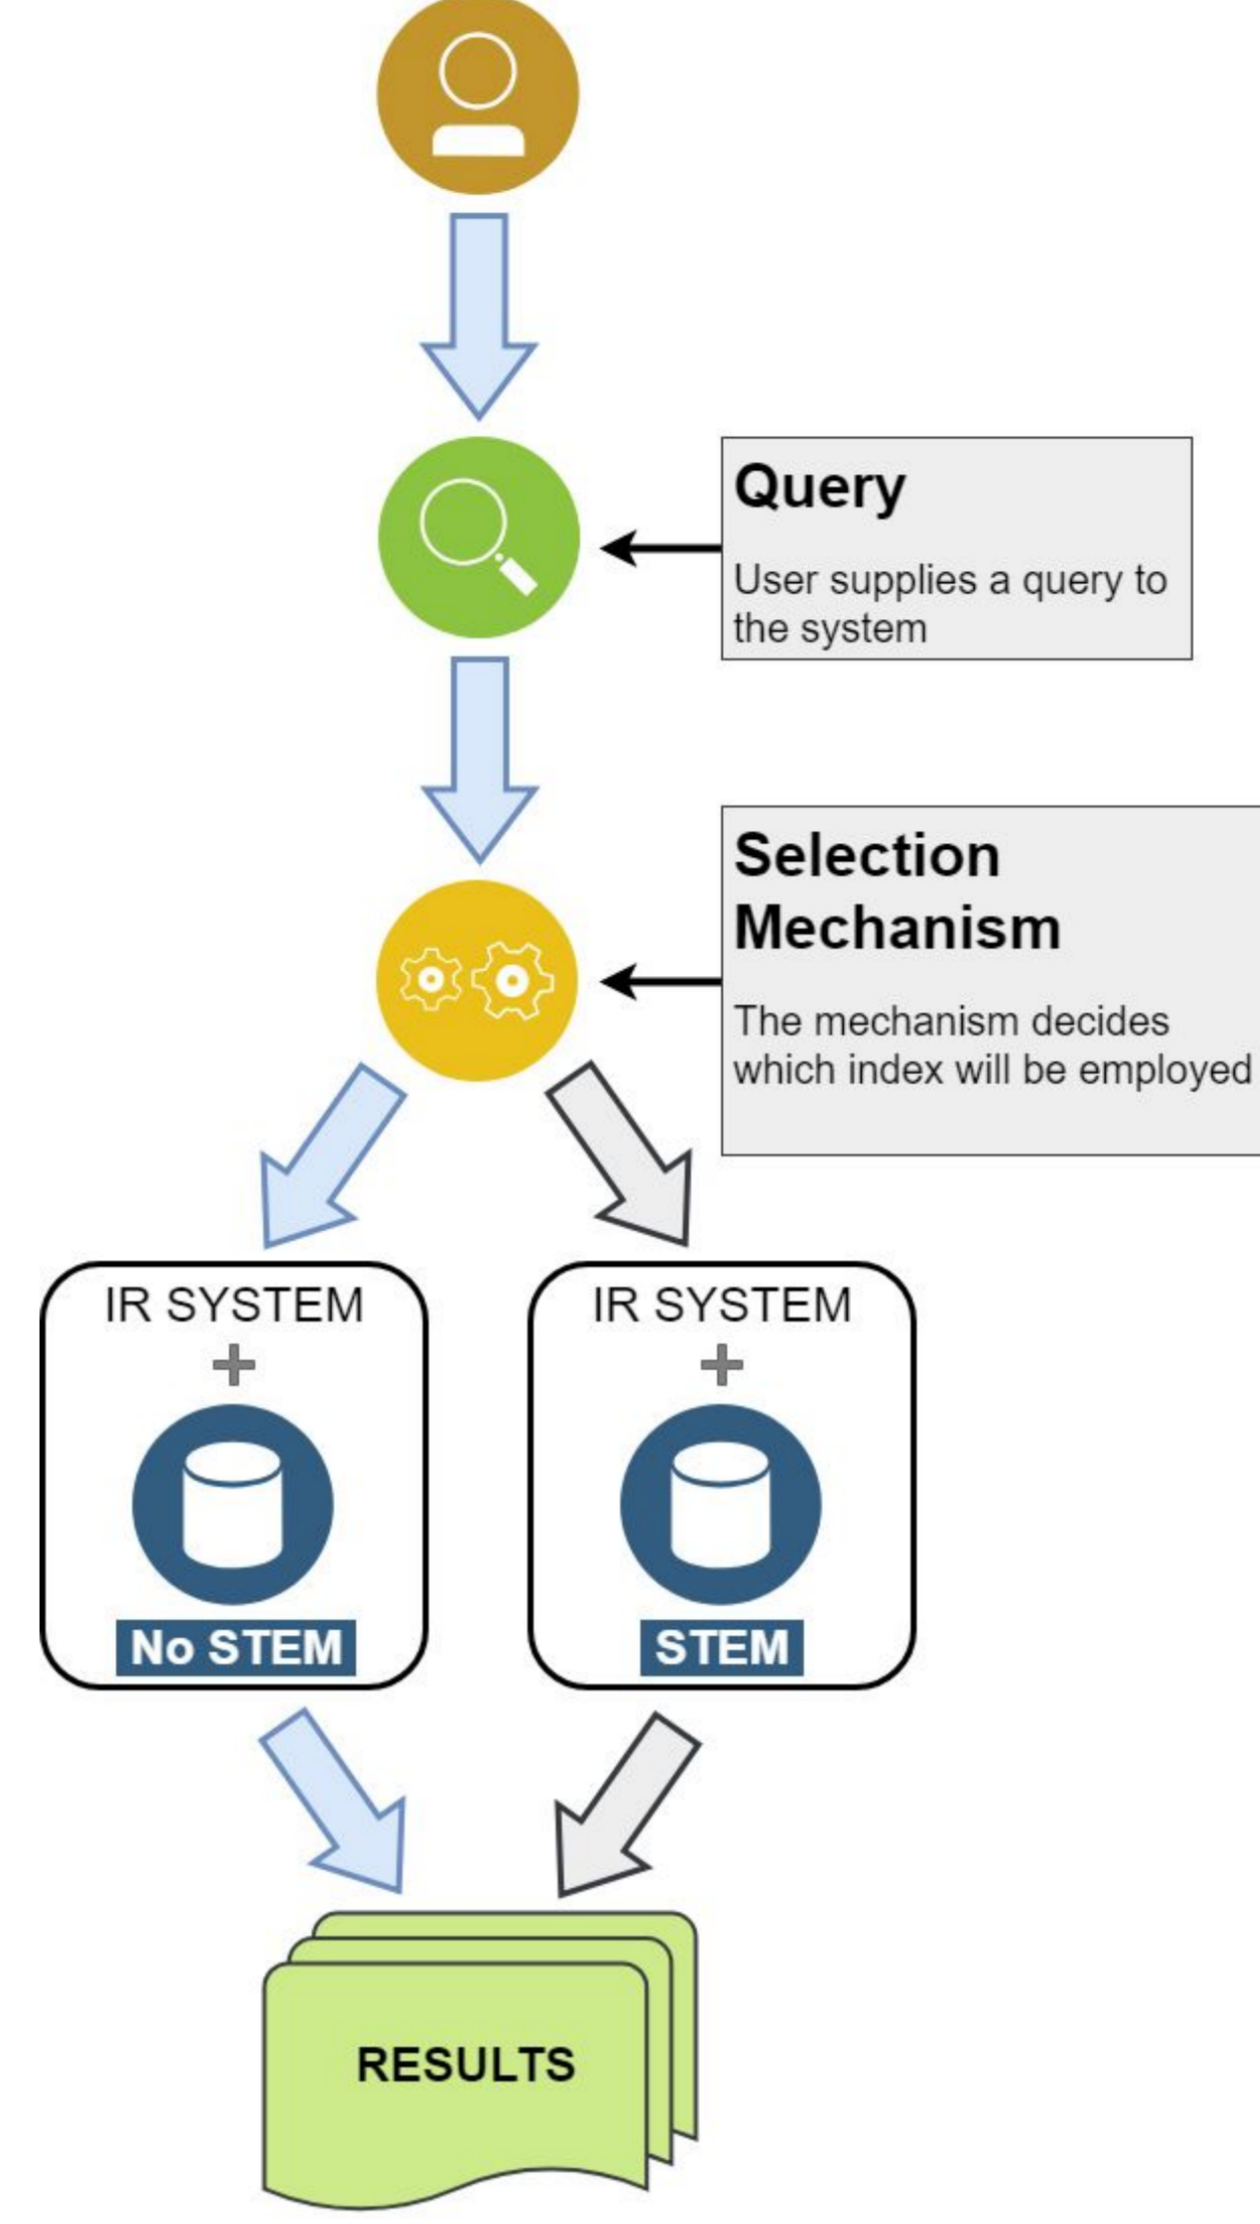 Query
User supplies a query to
the system
Selection
Mechanism
The mechanism decides
which index will be employed
IR SYSTEM
No STEM
IR SYSTEM
STEM
RESULTS